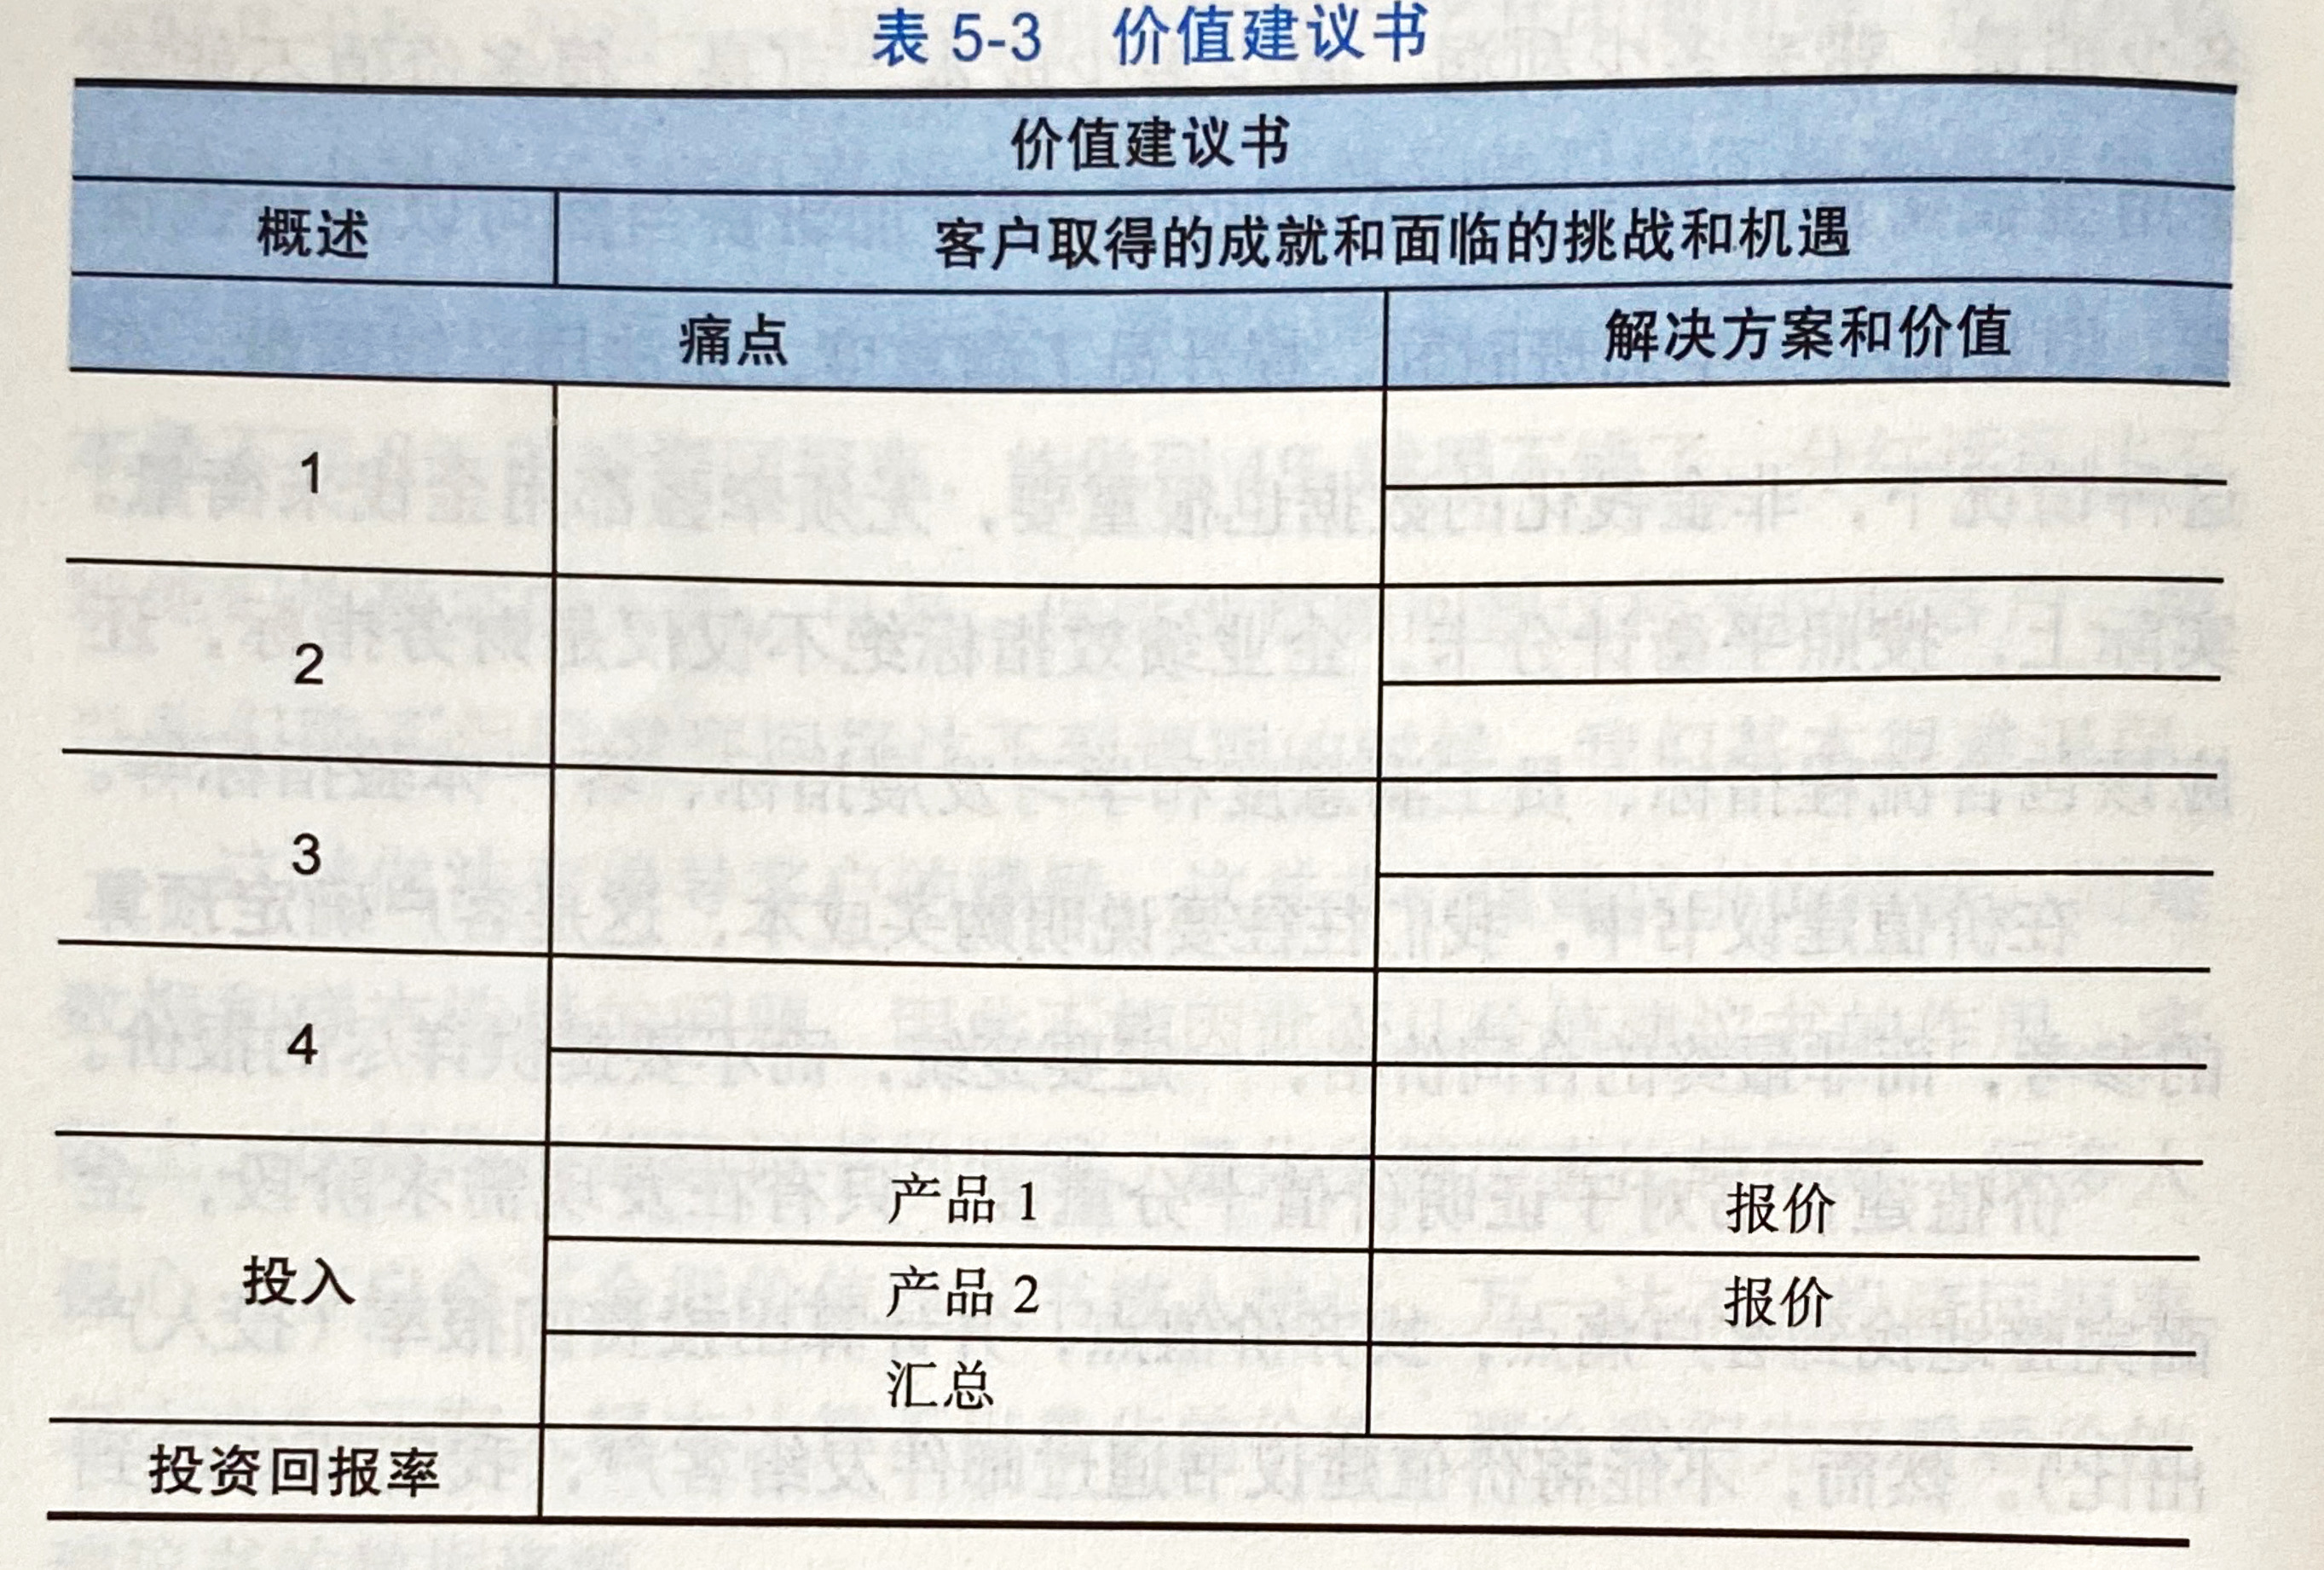 表 5-3 价值建议书
价值建议书
概述 客户取得的成就和面临的挑战和机遇
痛点 解决方案和价值
1
2
3
4
投入
产品 1 报价
产品 2 报价
汇总
投资回报率